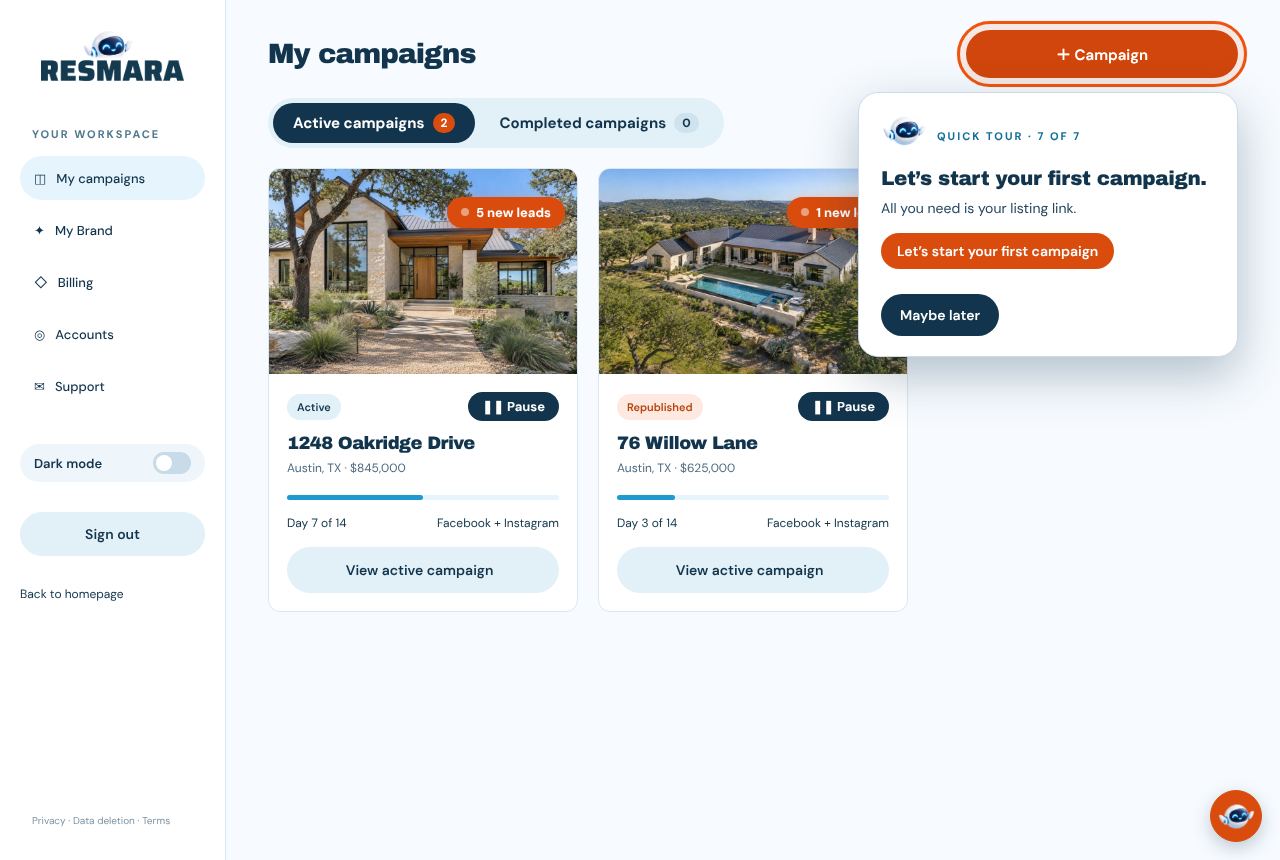 RESMARA
YOUR WORKSPACE
My campaigns
My Brand
Billing
Accounts
Support
Dark mode
Sign out
Back to homepage
Privacy · Data deletion · Terms
My campaigns
+ Campaign
Active campaigns 2
Completed campaigns 0
QUICK TOUR · 7 OF 7
Let's start your first campaign.
All you need is your listing link.
Let's start your first campaign
Maybe later
5 new leads
Active
❚❚ Pause
1248 Oakridge Drive
Austin, TX · $845,000
Day 7 of 14
Facebook + Instagram
View active campaign
1 new
Republished
❚❚ Pause
76 Willow Lane
Austin, TX · $625,000
Day 3 of 14
Facebook + Instagram
View active campaign